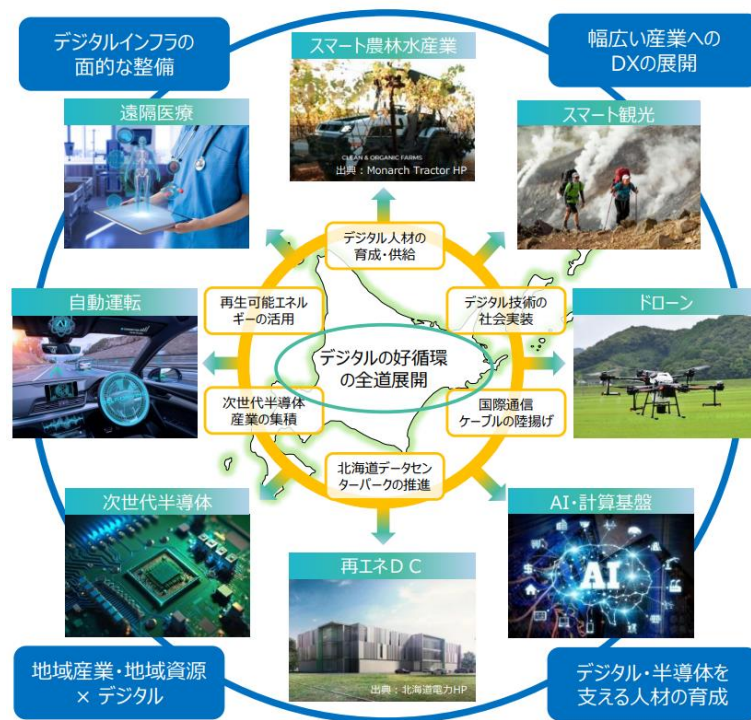 デジタルインフラの
面的な整備
スマート農林水産業
幅広い産業への
DXの展開
遠隔医療
CLEAN & ORGANIC FARMS
出典：Monarch Tractor HP
スマート観光
デジタル人材の
育成・供給
自動運転
再生可能エネル
ギーの活用
デジタル技術の
社会実装
ドローン
デジタルの好循環
の全道展開
次世代半導体
産業の集積
国際通信
ケーブルの陸揚げ
北海道データセン
ターパークの推進
次世代半導体
AI・計算基盤
AI
再エネＤＣ
出典：北海道電力HP
地域産業・地域資源
× デジタル
デジタル・半導体を
支える人材の育成